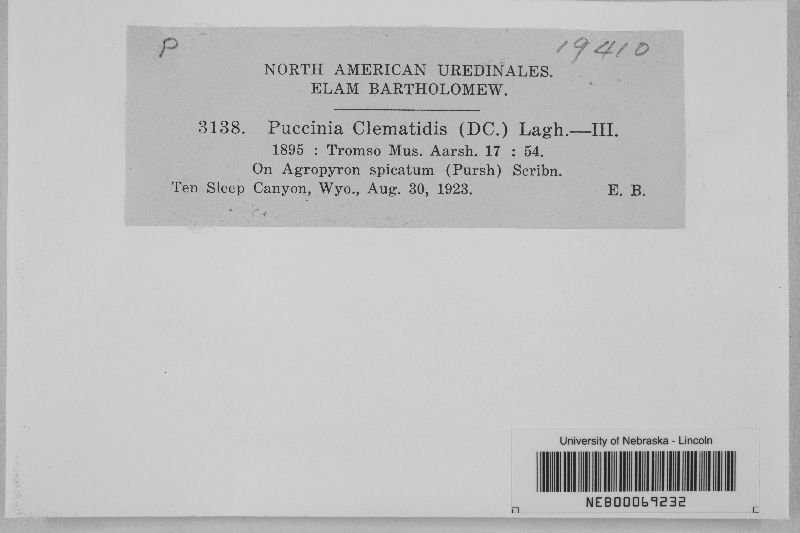 P 19410
NORTH AMERICAN UREDINALES.
ELAM BARTHOLOMEW.
3138. Puccinia Clematidis (DC.) Lagh.—III.
1895 : Tromso Mus. Aarsh. 17 : 54.
On Agropyron spicatum (Pursh) Scribn.
Ten Sleep Canyon, Wyo., Aug. 30, 1923. E. B.
University of Nebraska - Lincoln
NEB00069232